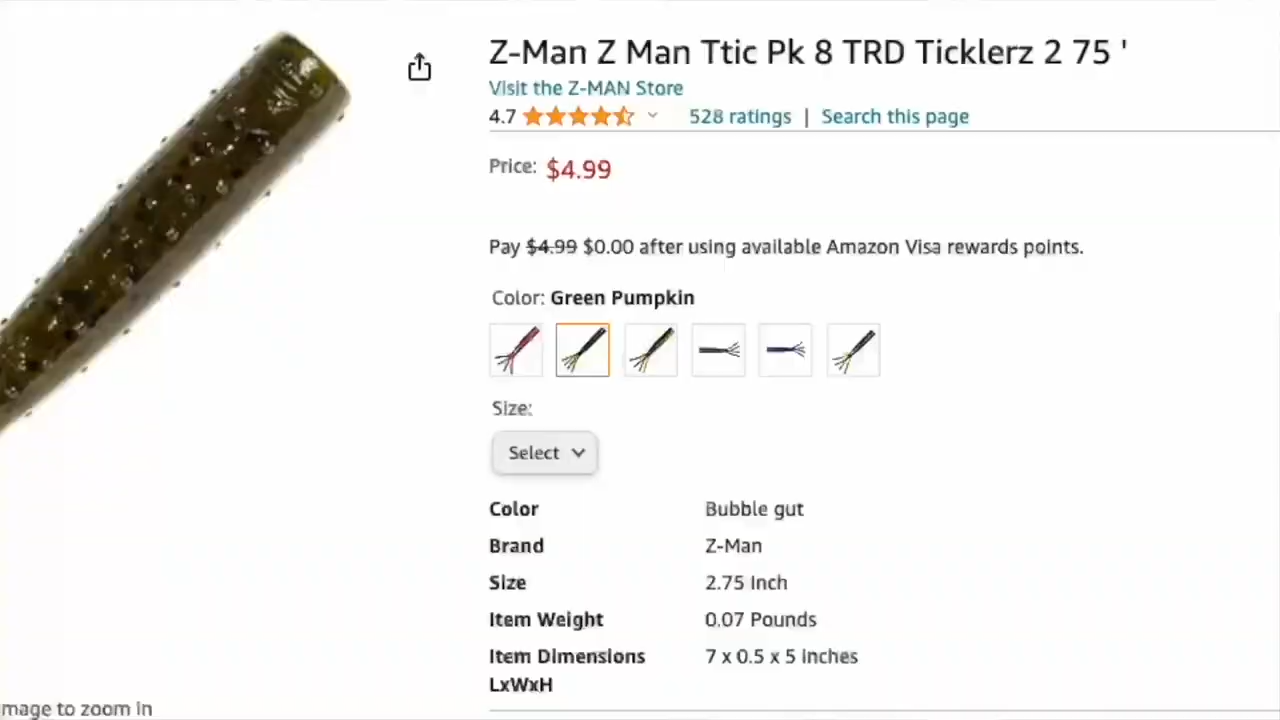 Z-Man Z Man Ttic Pk 8 TRD Ticklerz 2 75 '
Visit the Z-MAN Store
4.7 528 ratings | Search this page
Price: $4.99
Pay $4.99 $0.00 after using available Amazon Visa rewards points.
Color: Green Pumpkin
Size:
Select
Color Bubble gut
Brand Z-Man
Size 2.75 Inch
Item Weight 0.07 Pounds
Item Dimensions 7 x 0.5 x 5 inches
LxWxH
mage to zoom in